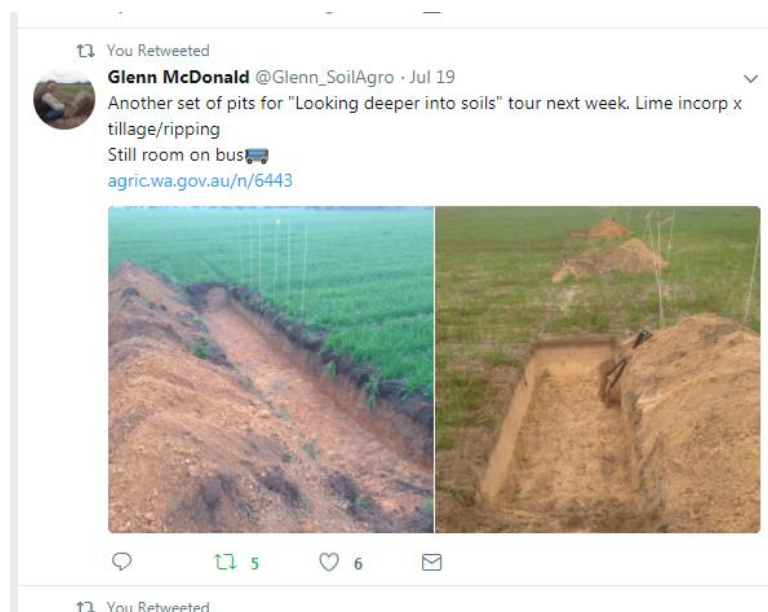 You Retweeted
Glenn McDonald @Glenn_SoilAgro · Jul 19
Another set of pits for "Looking deeper into soils" tour next week. Lime incorp x
tillage/ripping
Still room on bus🚌
agric.wa.gov.au/n/6443
5 6
You Retweeted